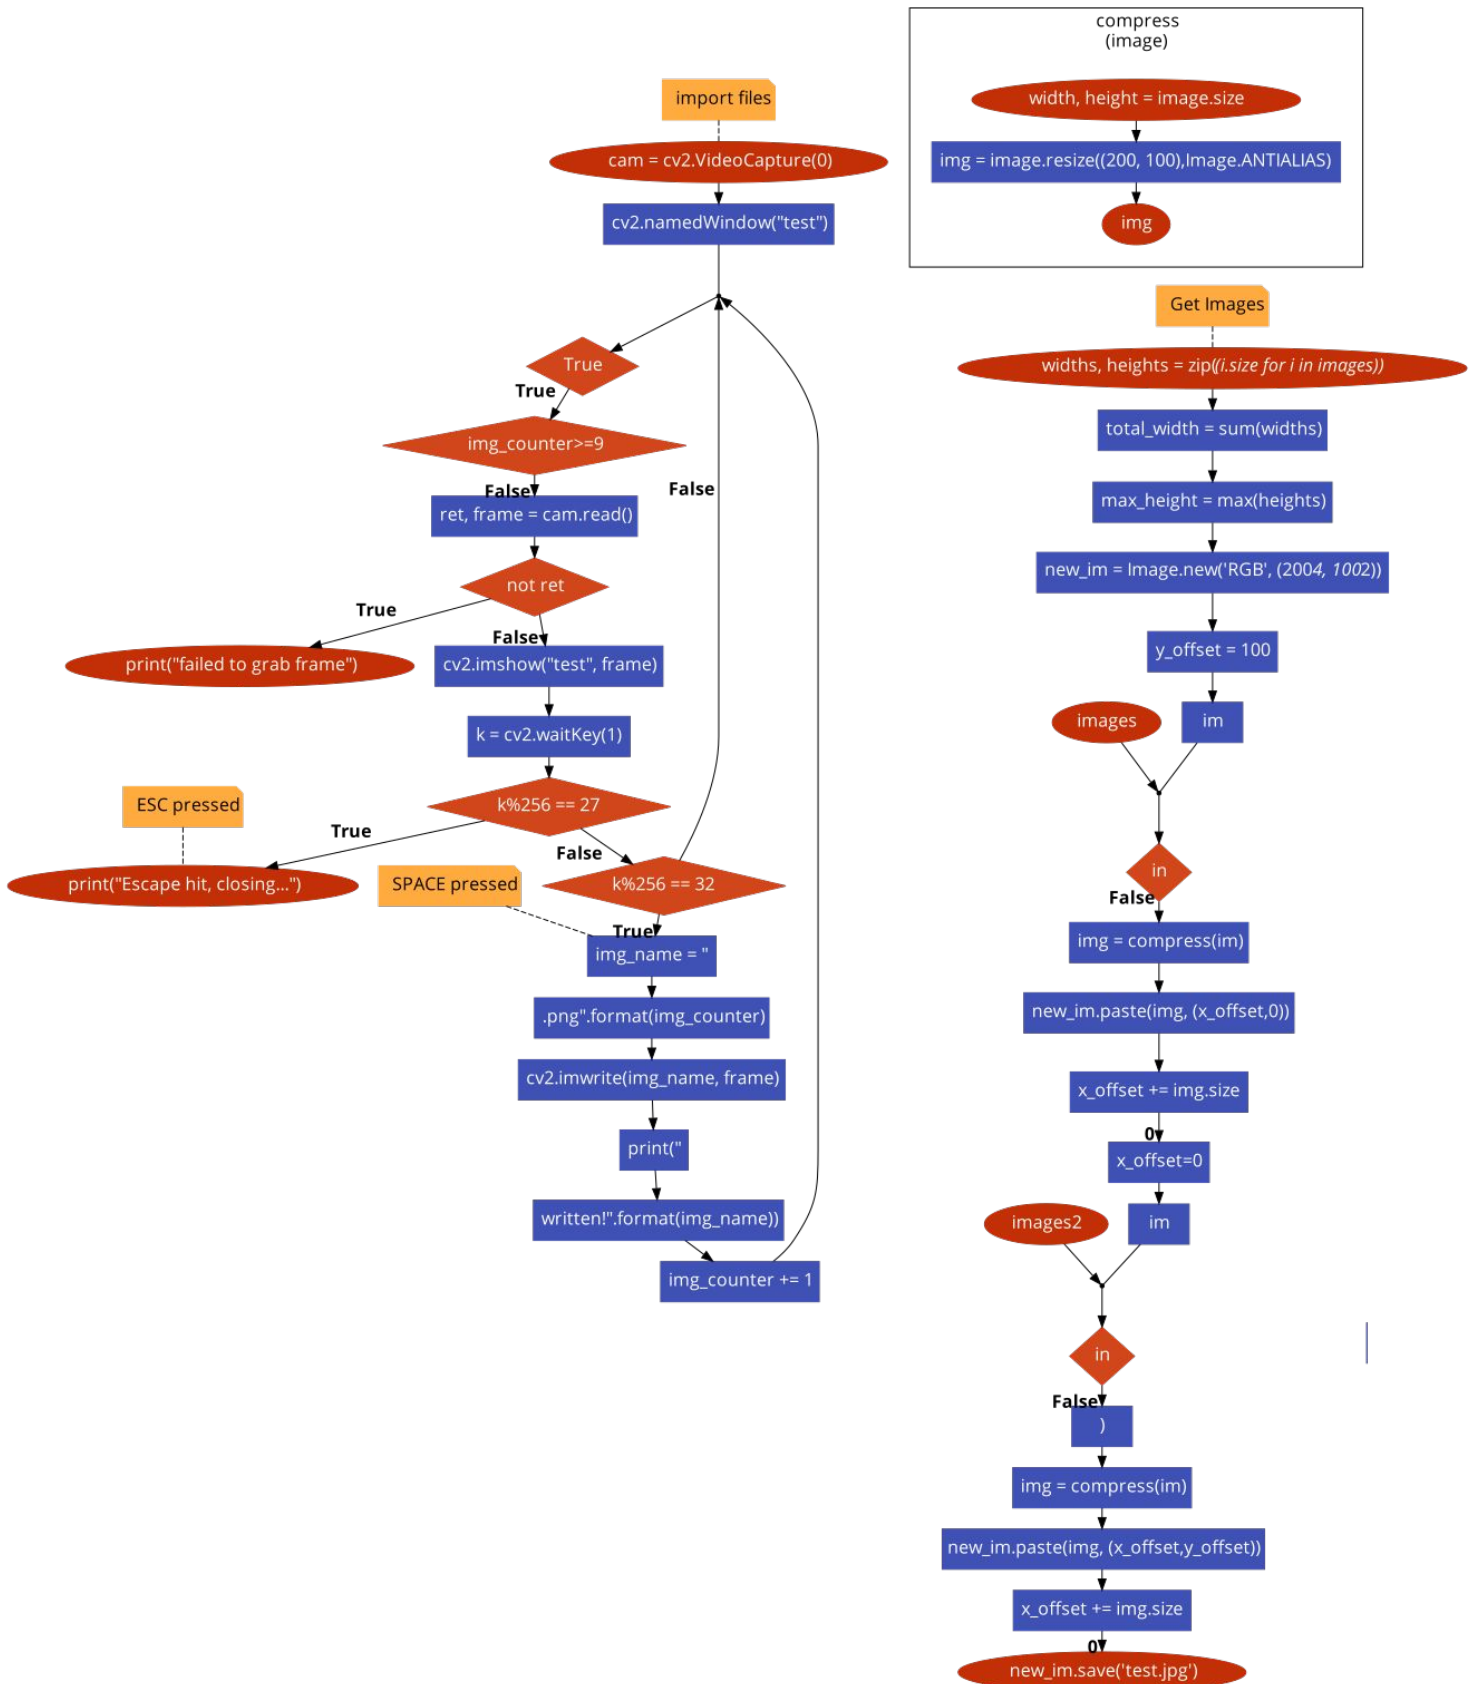 compress
(image)
width, height = image.size
img = image.resize((200, 100),Image.ANTIALIAS)
img
import files
cam = cv2.VideoCapture(0)
cv2.namedWindow("test")
True
True
img_counter>=9
False
False
ret, frame = cam.read()
not ret
True
False
print("failed to grab frame")
cv2.imshow("test", frame)
k = cv2.waitKey(1)
k%256 == 27
ESC pressed
True
False
print("Escape hit, closing...")
SPACE pressed
k%256 == 32
True
img_name = "
.png".format(img_counter)
cv2.imwrite(img_name, frame)
print("
written!".format(img_name))
img_counter += 1
Get Images
widths, heights = zip((i.size for i in images))
total_width = sum(widths)
max_height = max(heights)
new_im = Image.new('RGB', (2004, 1002))
y_offset = 100
images
im
in
False
img = compress(im)
new_im.paste(img, (x_offset,0))
x_offset += img.size
0
x_offset=0
images2
im
in
False
)
img = compress(im)
new_im.paste(img, (x_offset,y_offset))
x_offset += img.size
0
new_im.save('test.jpg')